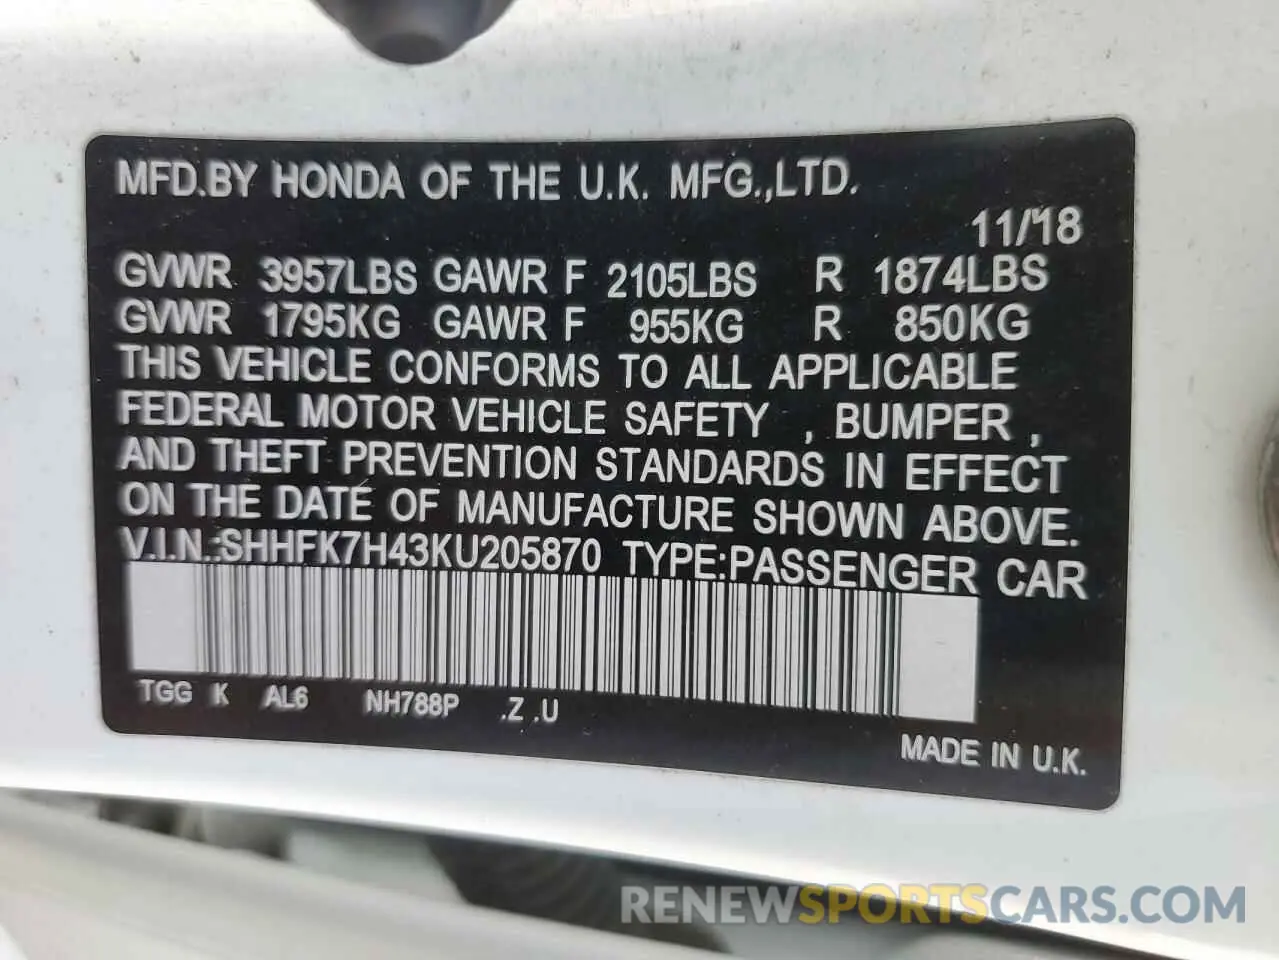 MFD.BY HONDA OF THE U.K. MFG.,LTD.
11/'18
GVWR 3957LBS GAWR F 2105LBS R 1874LBS
GVWR 1795KG GAWR F 955KG R 850KG
THIS VEHICLE CONFORMS TO ALL APPLICABLE
FEDERAL MOTOR VEHICLE SAFETY , BUMPER ,
AND THEFT PREVENTION STANDARDS IN EFFECT
ON THE DATE OF MANUFACTURE SHOWN ABOVE.
V.I.N.:SHHFK7H43KU205870 TYPE:PASSENGER CAR
TGG K AL6 NH788P .Z .U
MADE IN U.K.
RENEWSPORTSCARS.COM